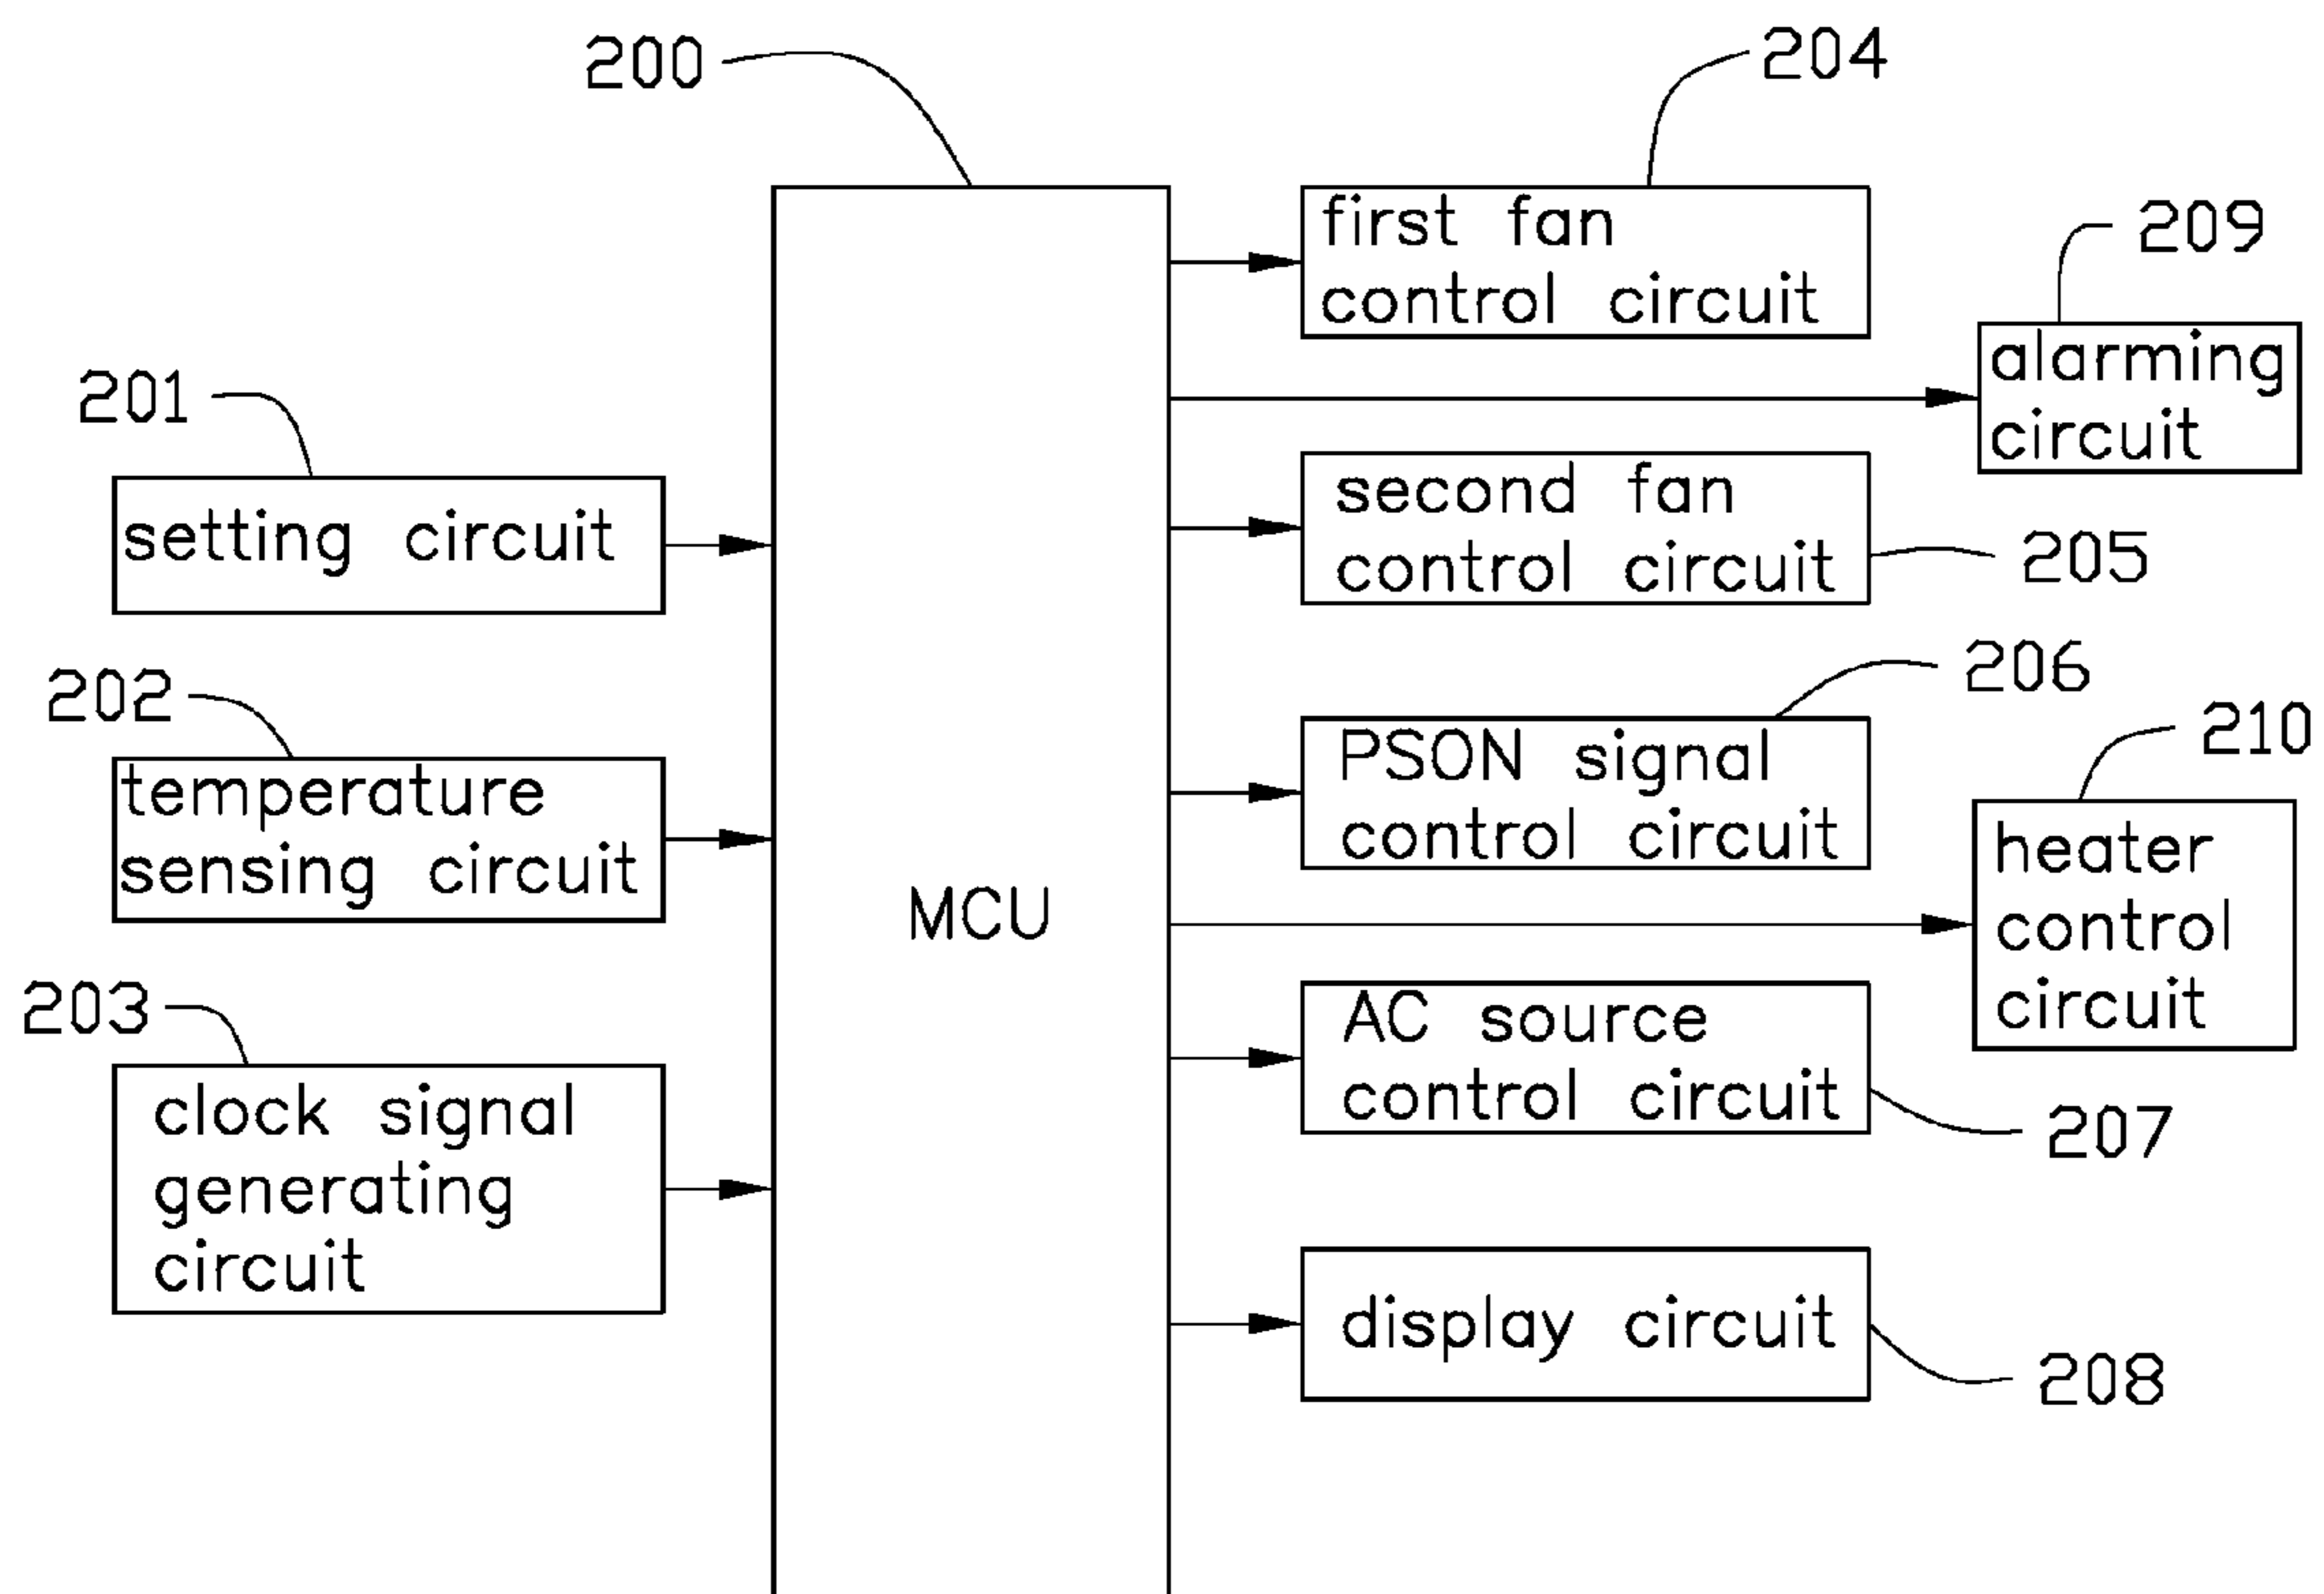 200
204
first fan
control circuit
209
alarming
circuit
201
setting circuit
second fan
control circuit
205
202
temperature
sensing circuit
MCU
206
PSON signal
control circuit
210
heater
control
circuit
203
clock signal
generating
circuit
AC source
control circuit
207
display circuit
208